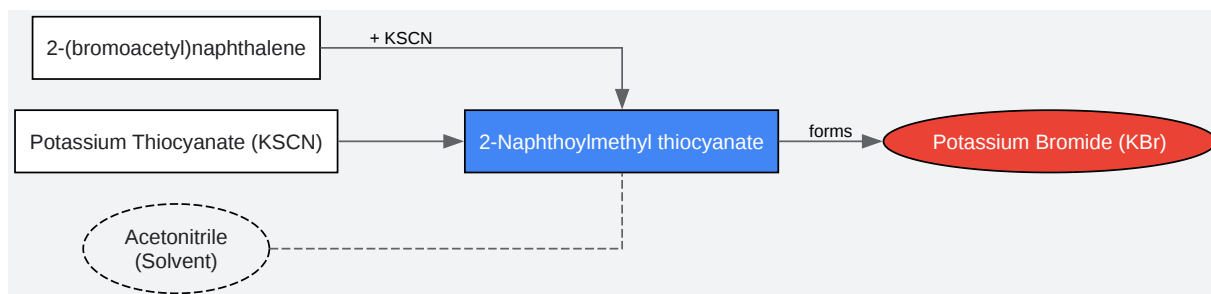 2-(bromoacetyl)naphthalene
+ KSCN
Potassium Thiocyanate (KSCN)
2-Naphthoylmethyl thiocyanate
forms
Potassium Bromide (KBr)
Acetonitrile
(Solvent)